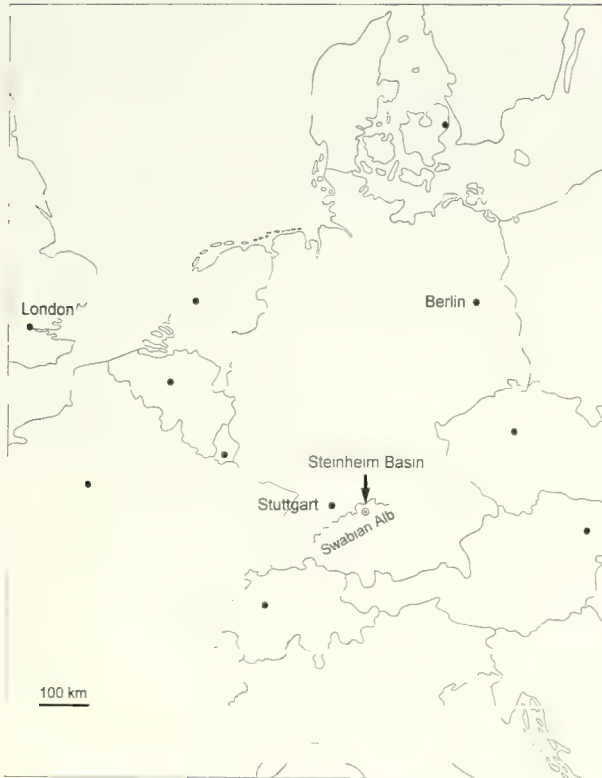 London
Berlin
Steinheim Basin
Stuttgart
Swabian Alb
100 km